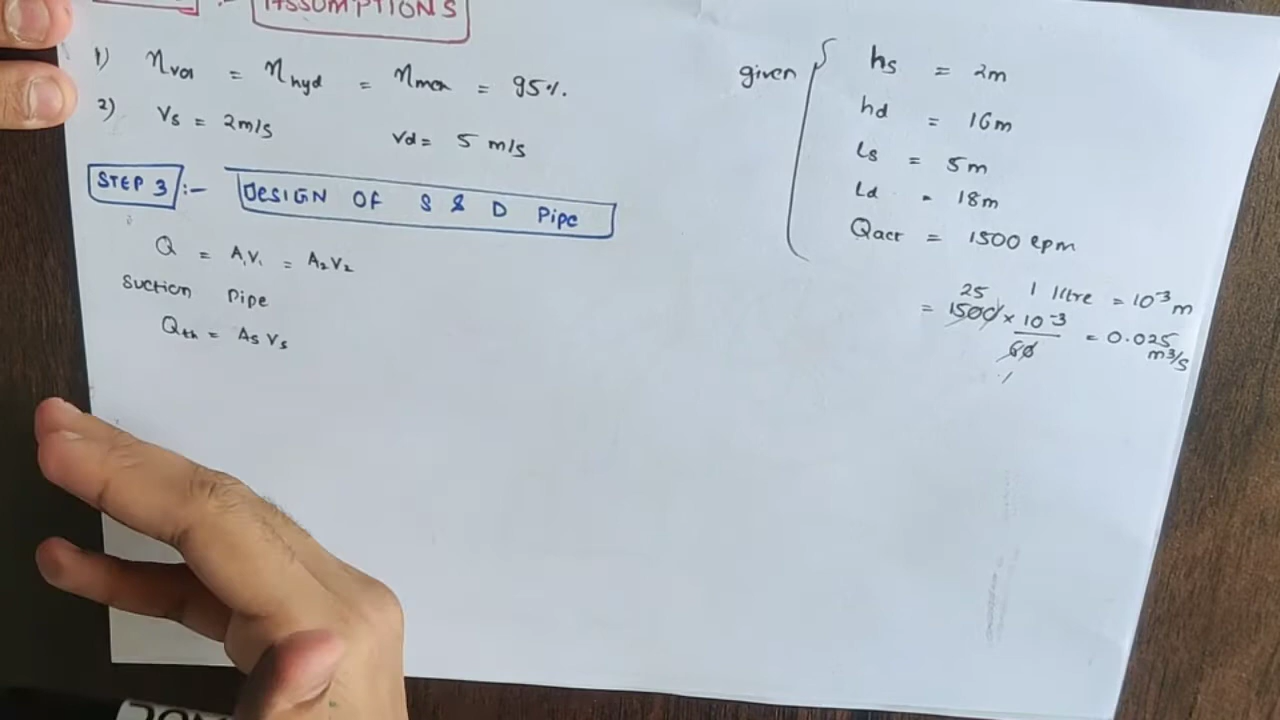 ASSUMPTIONS
1) ηvol = ηhyd = ηmech = 95%.
2) Vs = 2m/s Vd = 5 m/s
STEP 3 :- DESIGN OF S & D Pipe
Q = A1V1 = A2V2
Suction Pipe
Qth = As Vs
given
hs = 2m
hd = 16m
Ls = 5m
Ld = 18m
Qact = 1500 lpm
1 litre = 10⁻³ m
25
= 1500 × 10⁻³ = 0.025 m³/s
60
1